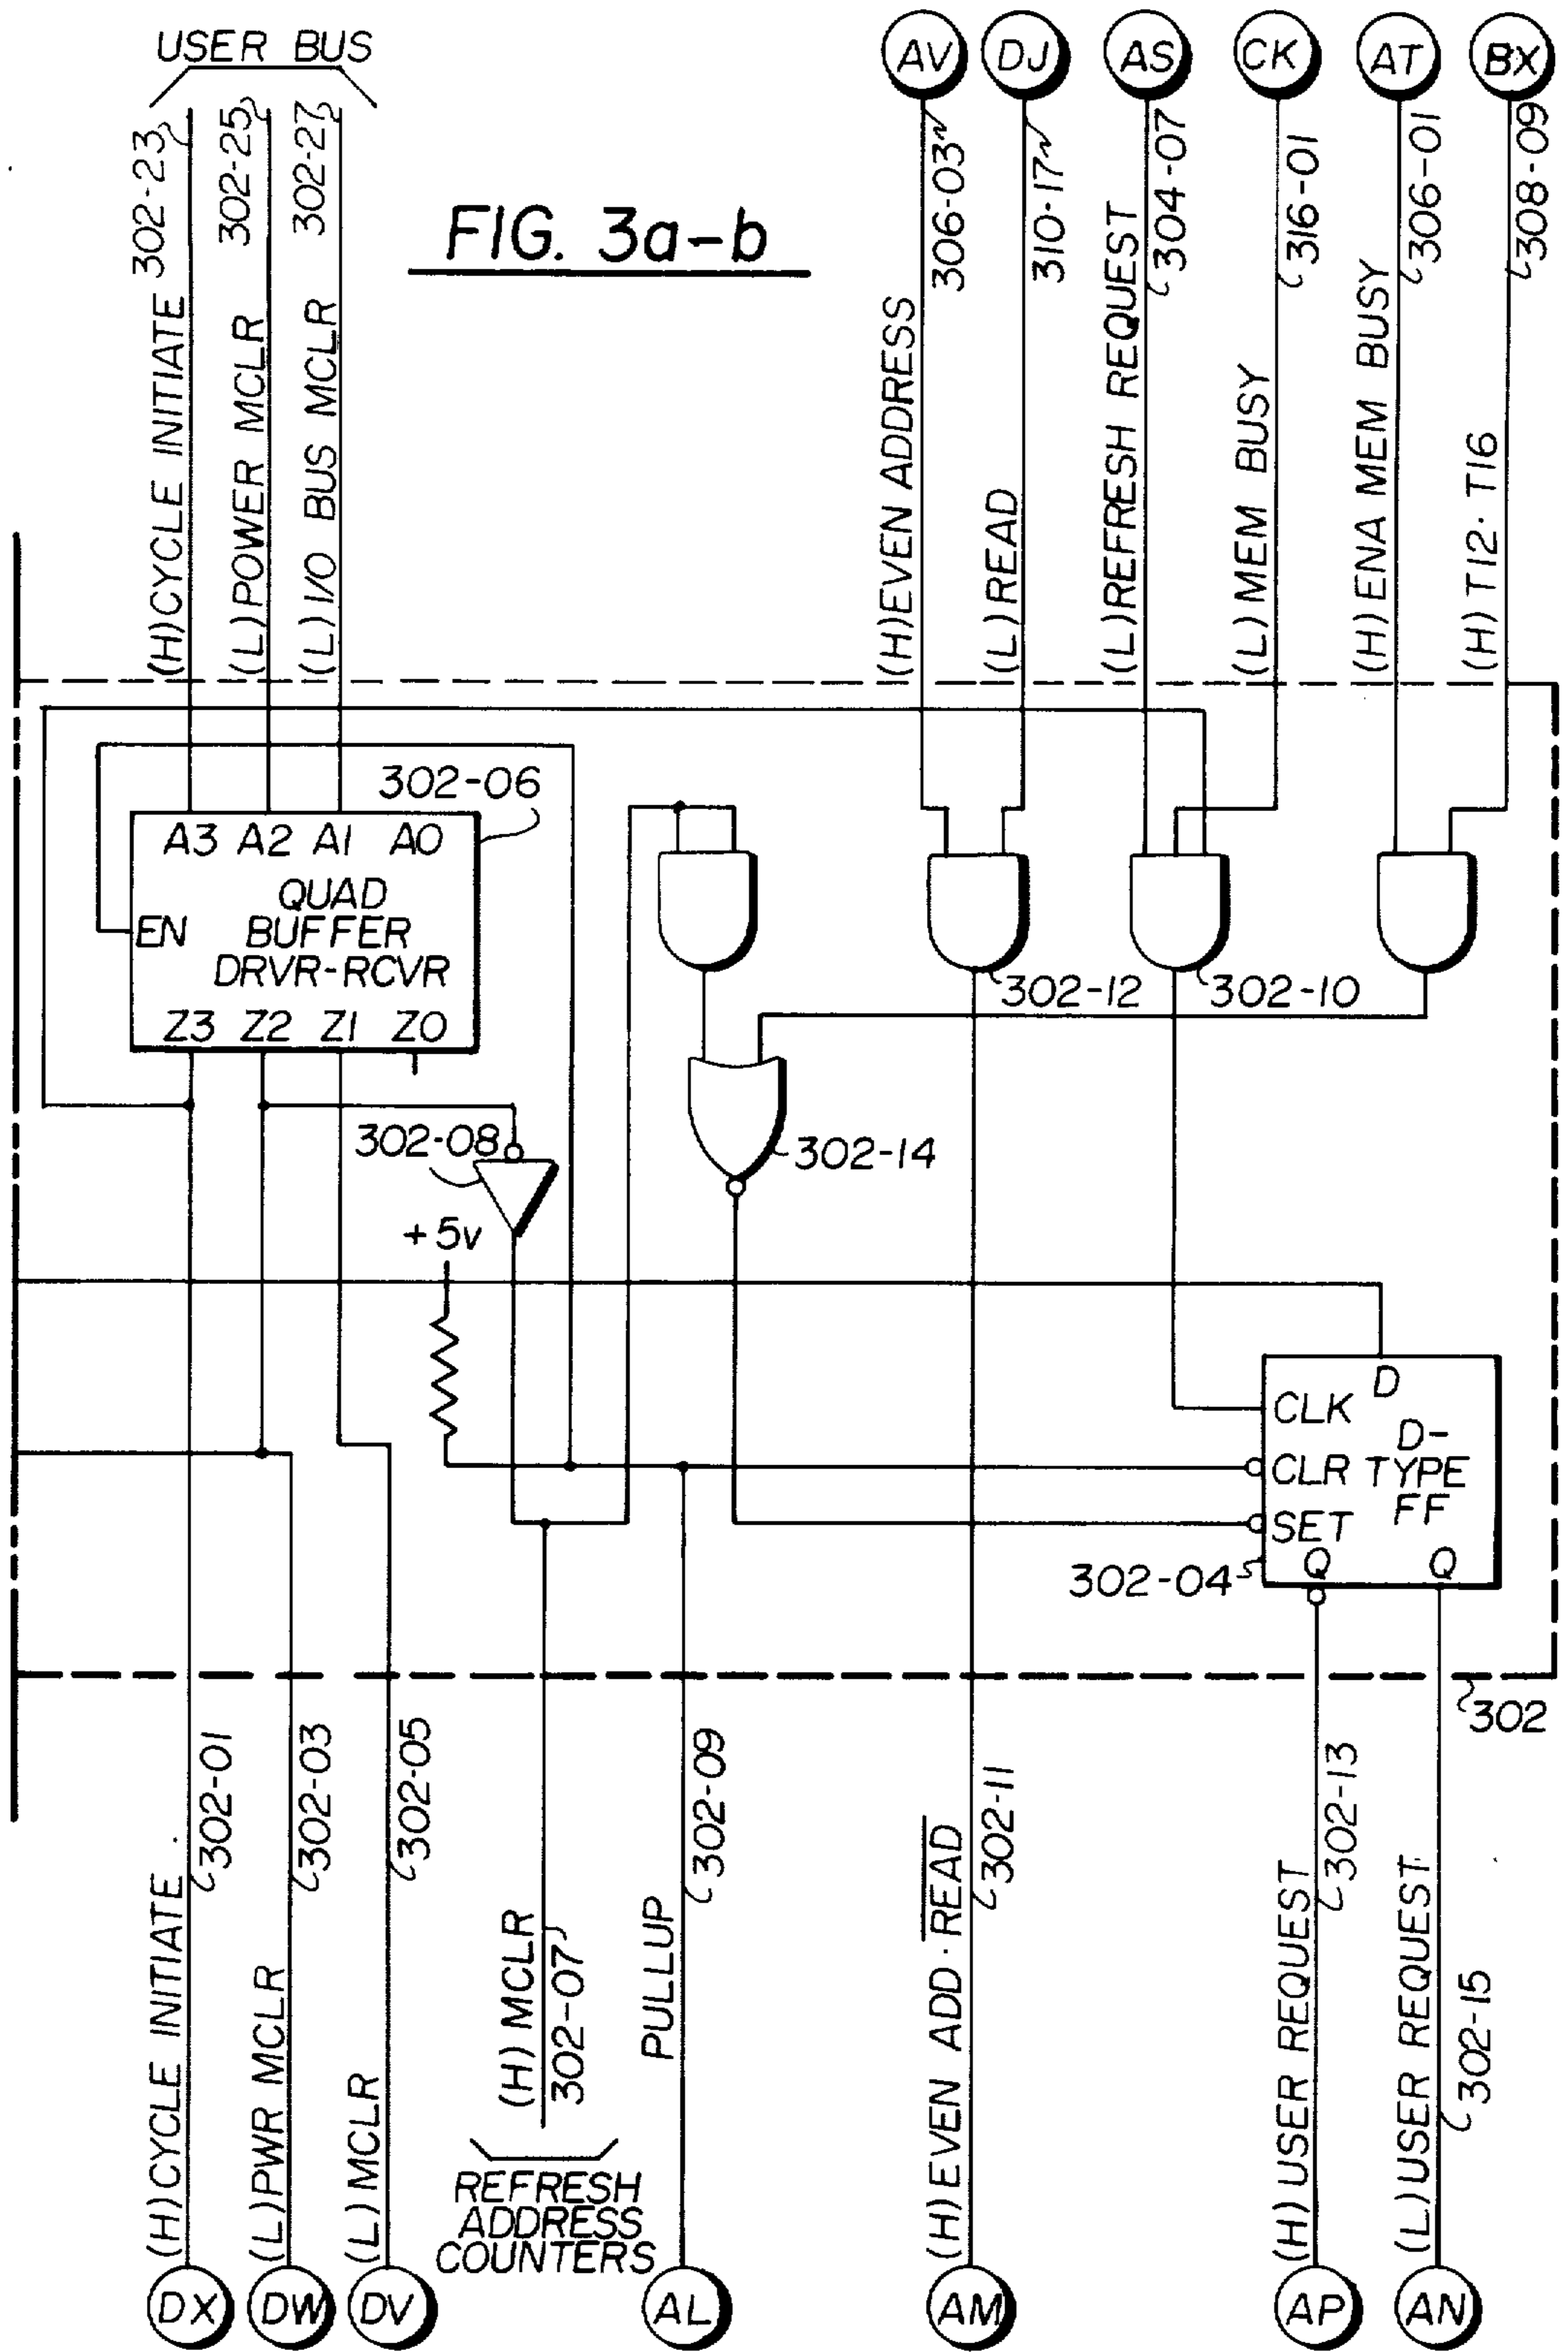 USER BUS
AV
DJ
AS
CK
AT
BX
302-23
302-25
302-27
306-03
310-17
304-07
316-01
306-01
308-09
FIG. 3a-b
(H)CYCLE INITIATE
(L)POWER MCLR
(L)I/O BUS MCLR
(H)EVEN ADDRESS
(L)READ
(L)REFRESH REQUEST
(L)MEM BUSY
(H)ENA MEM BUSY
(H)T12·T16
302-06
A3 A2 A1 A0
QUAD
EN BUFFER
DRVR-RCVR
Z3 Z2 Z1 Z0
302-12
302-10
302-08
302-14
+5v
D
CLK
D-
CLR TYPE
FF
SET
Q Q
302-04
302
302-01
302-03
302-05
302-07
302-09
302-11
302-13
302-15
(H)CYCLE INITIATE
(L)PWR MCLR
(L)MCLR
(H) MCLR
PULLUP
(H)EVEN ADD·READ
(H)USER REQUEST
(L)USER REQUEST
REFRESH
ADDRESS
COUNTERS
DX
DW
DV
AL
AM
AP
AN